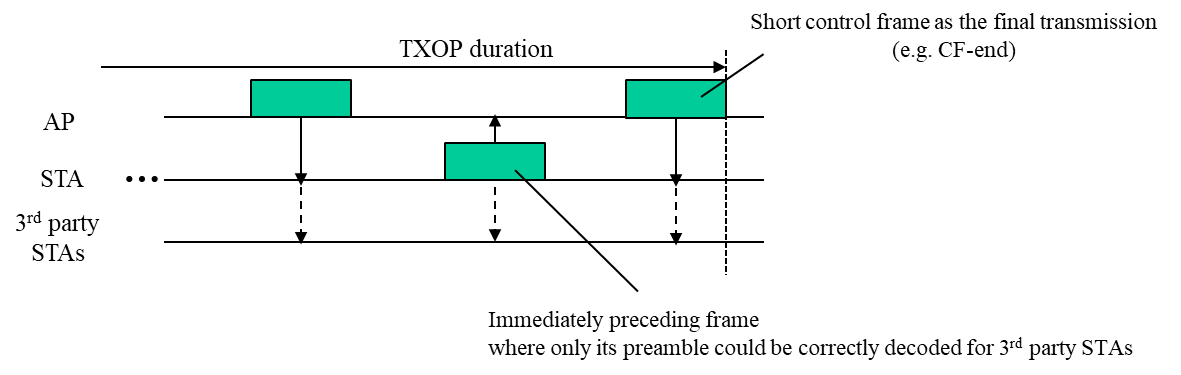 Short control frame as the final transmission
(e.g. CF-end)
TXOP duration
AP
STA
3rd party
STAs
Immediately preceding frame
where only its preamble could be correctly decoded for 3rd party STAs